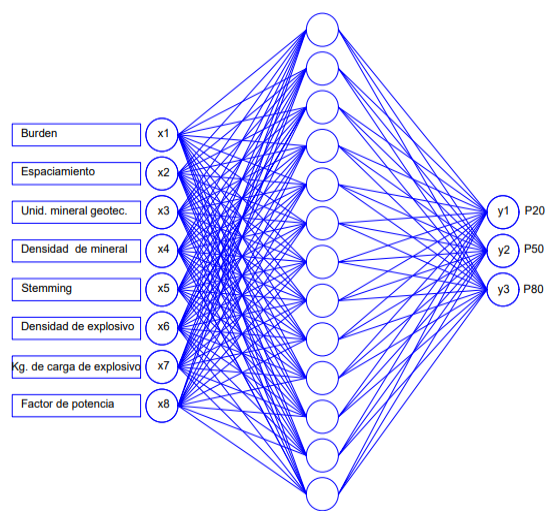 Burden x1
Espaciamiento x2
Unid. mineral geotec. x3
Densidad de mineral x4
Stemming x5
Densidad de explosivo x6
Kg. de carga de explosivo x7
Factor de potencia x8
y1 P20
y2 P50
y3 P80